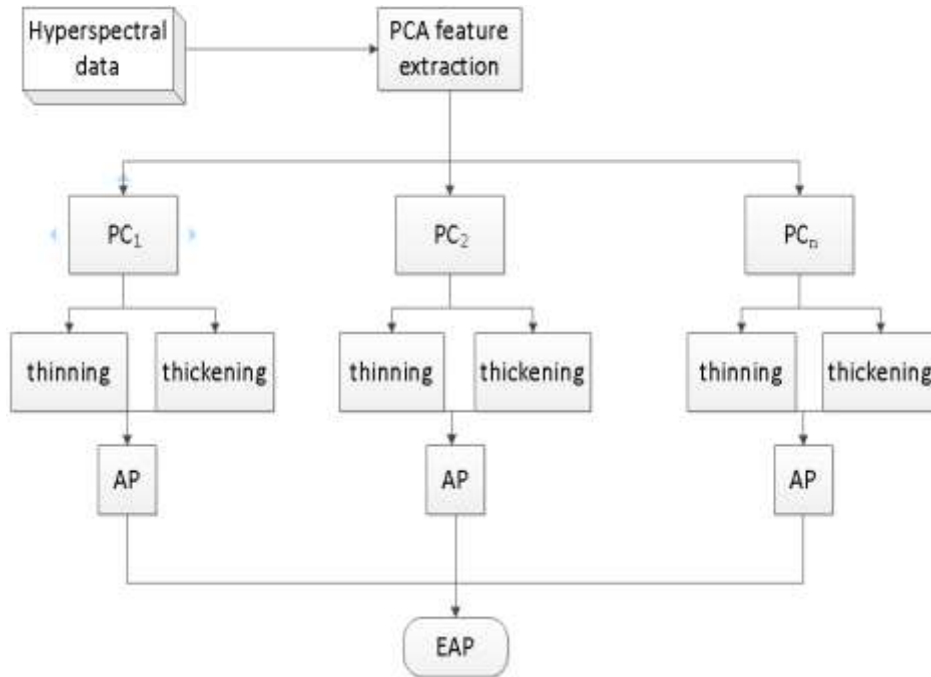 Hyperspectral
data
PCA feature
extraction
PC₁
PC₂
PCₙ
thinning
thickening
thinning
thickening
thinning
thickening
AP
AP
AP
EAP